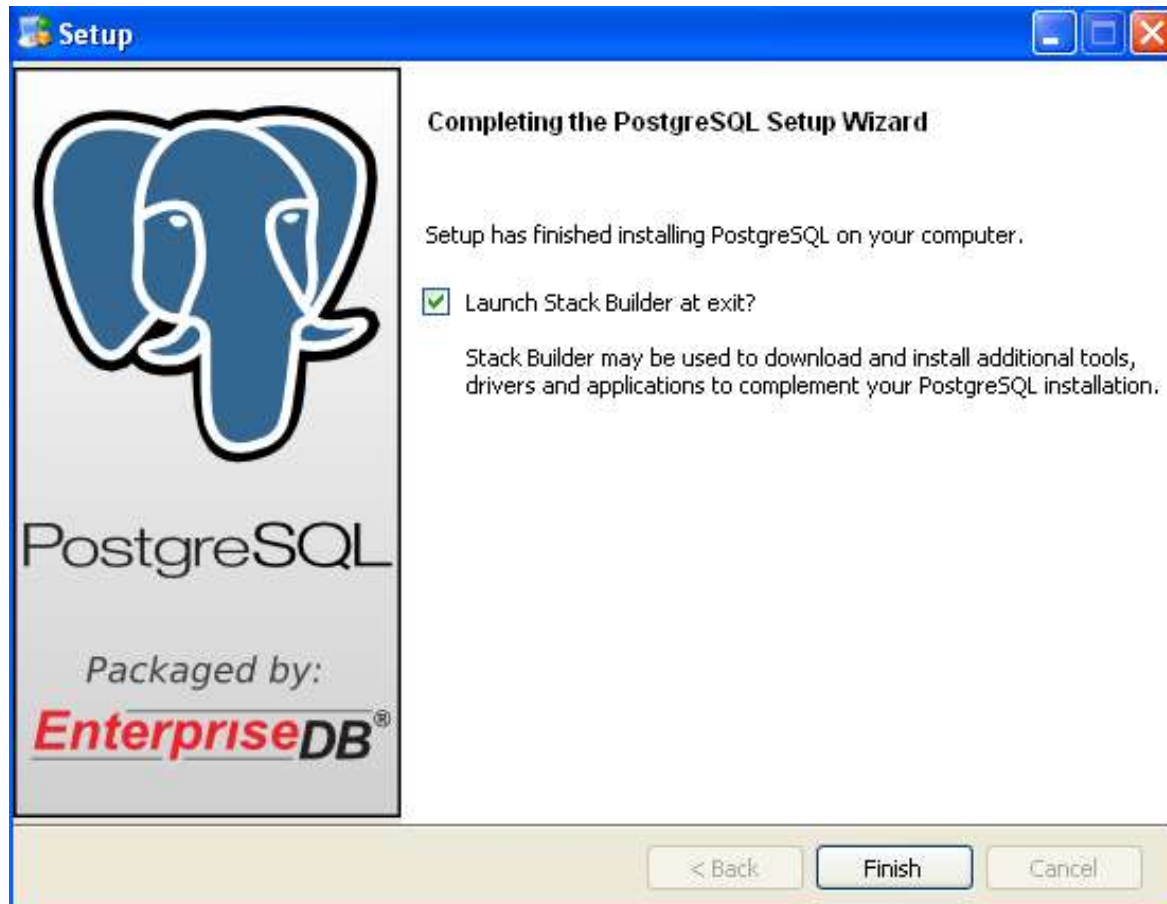 Setup
Completing the PostgreSQL Setup Wizard
Setup has finished installing PostgreSQL on your computer.
Launch Stack Builder at exit?
Stack Builder may be used to download and install additional tools,
drivers and applications to complement your PostgreSQL installation.
PostgreSQL
Packaged by:
EnterpriseDB®
< Back
Finish
Cancel